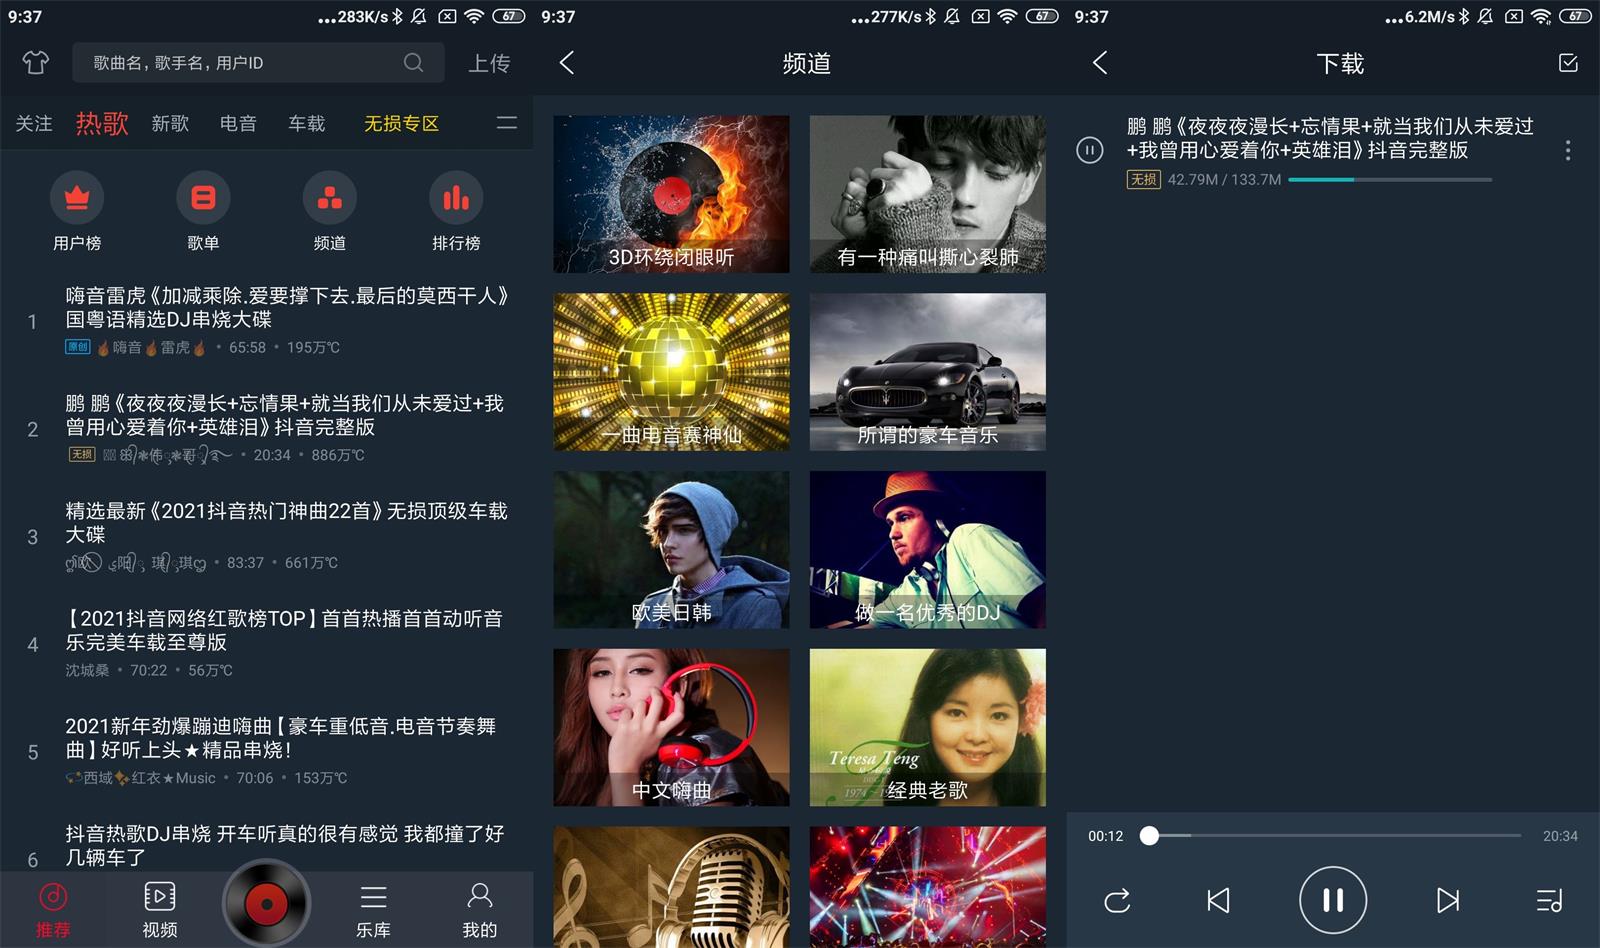 9:37
...283K/s
67
歌曲名，歌手名，用户ID
上传
关注
热歌
新歌
电音
车载
无损专区
用户榜
歌单
频道
排行榜
1
嗨音雷虎《加减乘除.爱要撑下去.最后的莫西干人》
国粤语精选DJ串烧大碟
原创 🔥嗨音🔥雷虎🔥 • 65:58 • 195万℃
2
鹏 鹏《夜夜夜漫长+忘情果+就当我们从未爱过+我
曾用心爱着你+英雄泪》抖音完整版
无损 伟 哥 • 20:34 • 886万℃
3
精选最新《2021抖音热门神曲22首》无损顶级车载
大碟
欧 阳 琪 琪 • 83:37 • 661万℃
4
【2021抖音网络红歌榜TOP】首首热播首首动听音
乐完美车载至尊版
沈城桑 • 70:22 • 56万℃
5
2021新年劲爆蹦迪嗨曲【豪车重低音.电音节奏舞
曲】好听上头★精品串烧！
西域✨红衣★Music • 70:06 • 153万℃
6
抖音热歌DJ串烧 开车听真的很有感觉 我都撞了好
几辆车了
推荐
视频
乐库
我的
9:37
...277K/s
67
频道
3D环绕闭眼听
有一种痛叫撕心裂肺
一曲电音赛神仙
所谓的豪车音乐
欧美日韩
做一名优秀的DJ
中文嗨曲
Teresa Teng
经典老歌
9:37
...6.2M/s
67
下载
鹏 鹏《夜夜夜漫长+忘情果+就当我们从未爱过
+我曾用心爱着你+英雄泪》抖音完整版
无损 42.79M / 133.7M
00:12
20:34